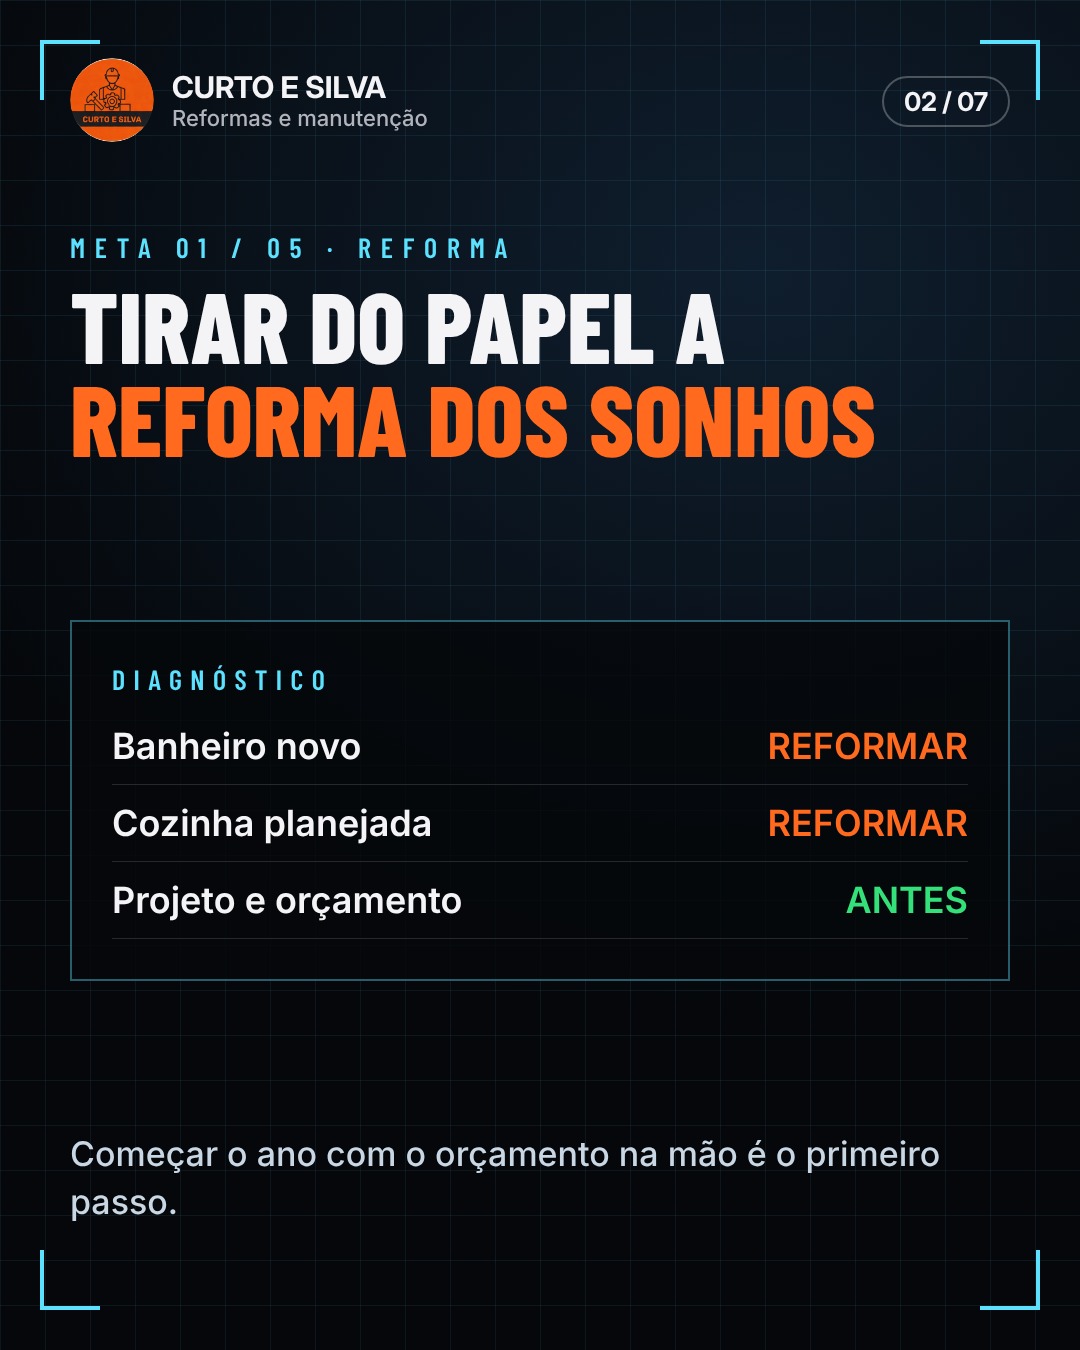 CURTO E SILVA
CURTO E SILVA
Reformas e manutenção
02 / 07
META 01 / 05 · REFORMA
TIRAR DO PAPEL A
REFORMA DOS SONHOS
DIAGNÓSTICO
Banheiro novo REFORMAR
Cozinha planejada REFORMAR
Projeto e orçamento ANTES
Começar o ano com o orçamento na mão é o primeiro
passo.